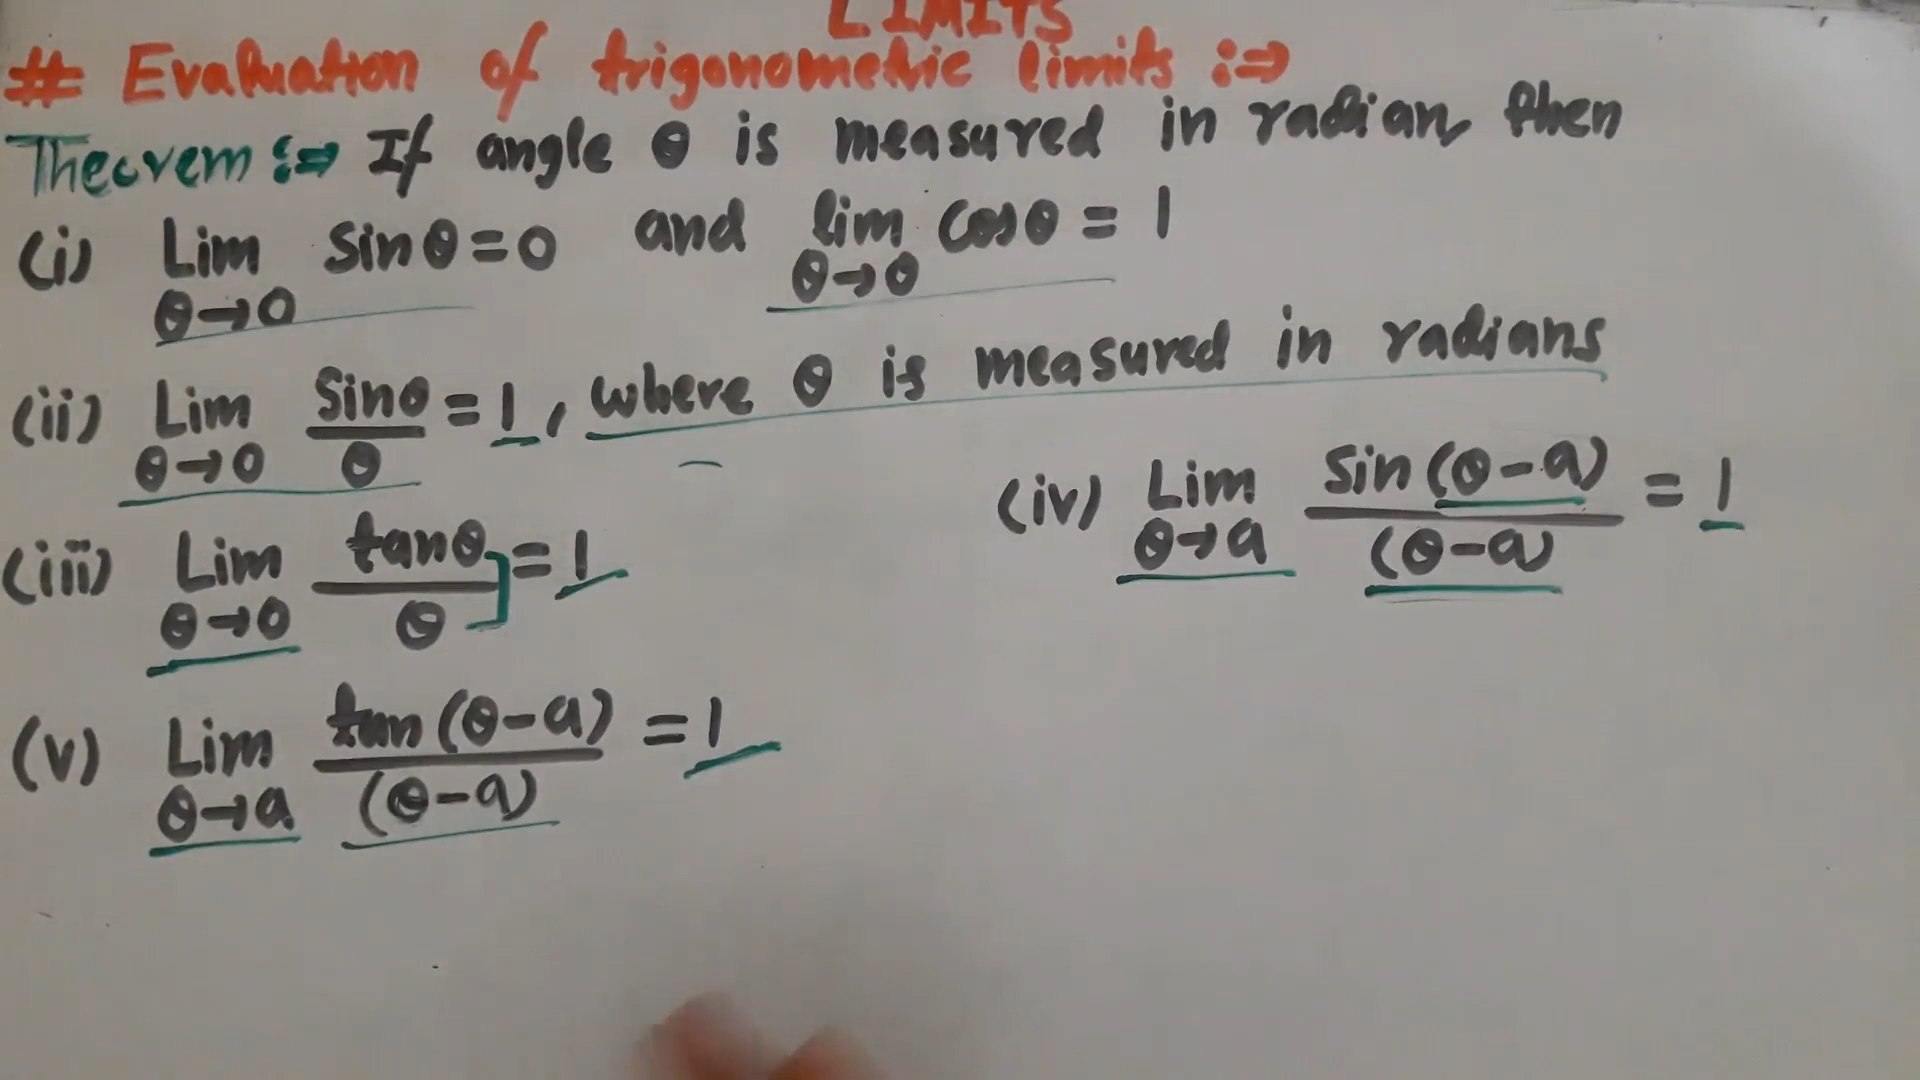 LIMITS
# Evaluation of trigonometric limits :⇒
Theorem :⇒ If angle θ is measured in radian, then
(i) Lim θ→0 Sinθ=0 and lim θ→0 Cosθ = 1
(ii) Lim θ→0 Sinθ/θ = 1, where θ is measured in radians
(iii) Lim θ→0 tanθ/θ = 1
(iv) Lim θ→a Sin(θ-a)/(θ-a) = 1
(v) Lim θ→a tan(θ-a)/(θ-a) = 1